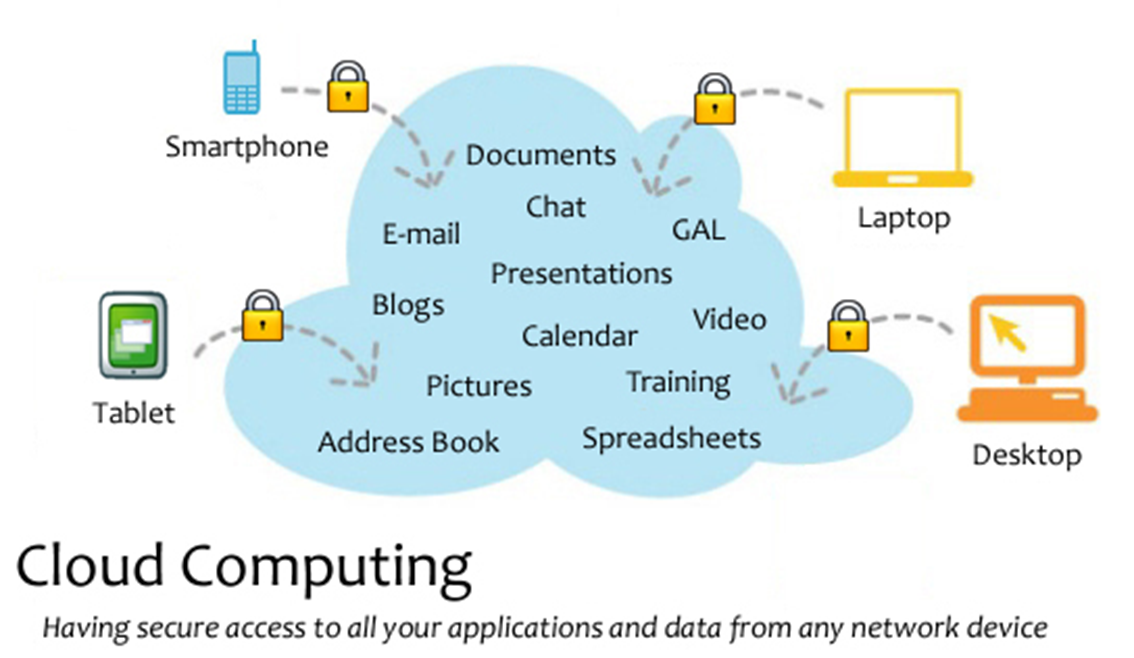 Smartphone
Documents
Chat
E-mail
GAL
Laptop
Presentations
Blogs
Video
Calendar
Tablet
Pictures
Training
Address Book
Spreadsheets
Desktop
Cloud Computing
Having secure access to all your applications and data from any network device